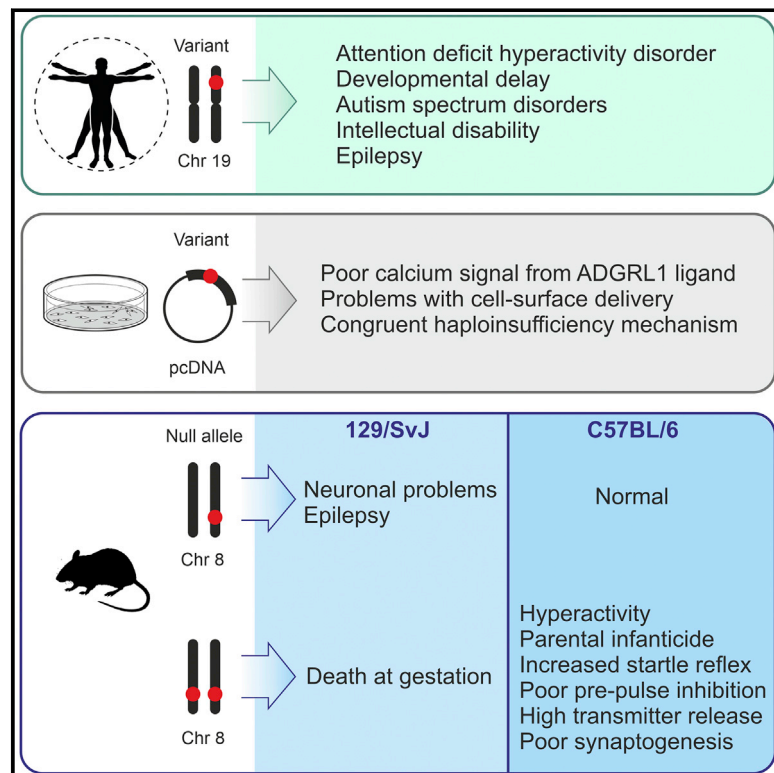 Variant
Chr 19
Attention deficit hyperactivity disorder
Developmental delay
Autism spectrum disorders
Intellectual disability
Epilepsy
Variant
pcDNA
Poor calcium signal from ADGRL1 ligand
Problems with cell-surface delivery
Congruent haploinsufficiency mechanism
Null allele
129/SvJ
C57BL/6
Chr 8
Neuronal problems
Epilepsy
Normal
Chr 8
Death at gestation
Hyperactivity
Parental infanticide
Increased startle reflex
Poor pre-pulse inhibition
High transmitter release
Poor synaptogenesis